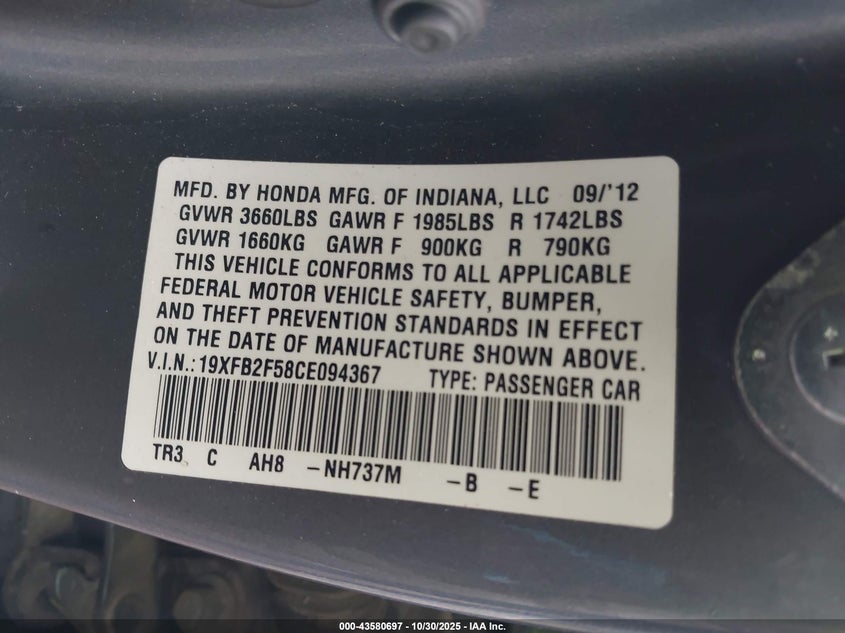 MFD. BY HONDA MFG. OF INDIANA, LLC 09/'12
GVWR 3660LBS GAWR F 1985LBS R 1742LBS
GVWR 1660KG GAWR F 900KG R 790KG
THIS VEHICLE CONFORMS TO ALL APPLICABLE
FEDERAL MOTOR VEHICLE SAFETY, BUMPER,
AND THEFT PREVENTION STANDARDS IN EFFECT
ON THE DATE OF MANUFACTURE SHOWN ABOVE.
V.I.N.:19XFB2F58CE094367 TYPE: PASSENGER CAR
TR3 C AH8 -NH737M -B -E
000-43580697 - 10/30/2025 - IAA Inc.